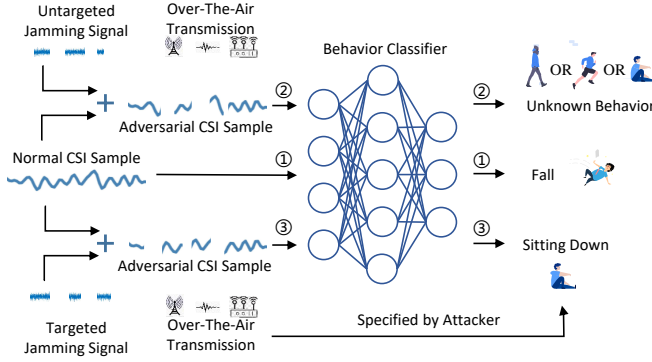 Untargeted
Jamming Signal
Over-The-Air
Transmission
Behavior Classifier
OR
OR
②
②
Adversarial CSI Sample
Unknown Behavior
Normal CSI Sample
①
①
Fall
③
③
Adversarial CSI Sample
Sitting Down
Targeted
Jamming Signal
Over-The-Air
Transmission
Specified by Attacker